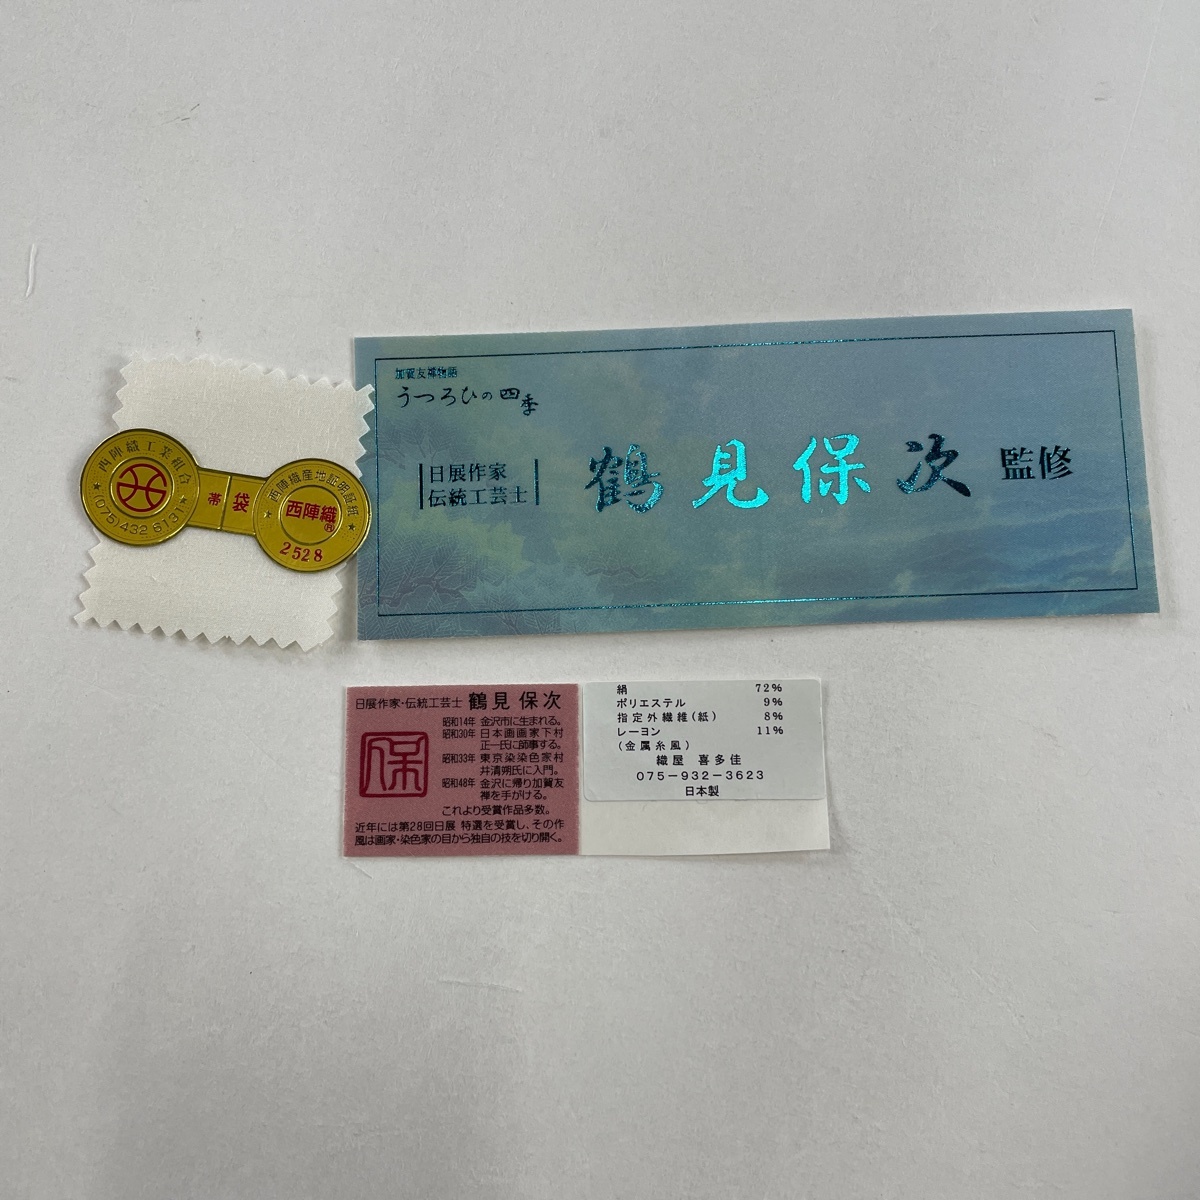 西陣織工業組合
(075)432 6131
帯 袋
西陣織産地証明証紙
西陣織®
2528
加賀友禅物語
うつろひの四季
日展作家
伝統工芸士
鶴見保次 監修
日展作家・伝統工芸士 鶴見 保次
保
昭和14年 金沢市に生まれる。
昭和30年 日本画画家下村
正一氏に師事する。
昭和33年 東京染染色家村
井清朔氏に入門。
昭和48年 金沢に帰り加賀友
禅を手がける。
これより受賞作品多数。
近年には第28回日展 特選を受賞し、その作
風は画家・染色家の目から独自の技を切り開く。
絹 72%
ポリエステル 9%
指定外繊維(紙) 8%
レーヨン 11%
(金属糸風)
織屋 喜多佳
075-932-3623
日本製